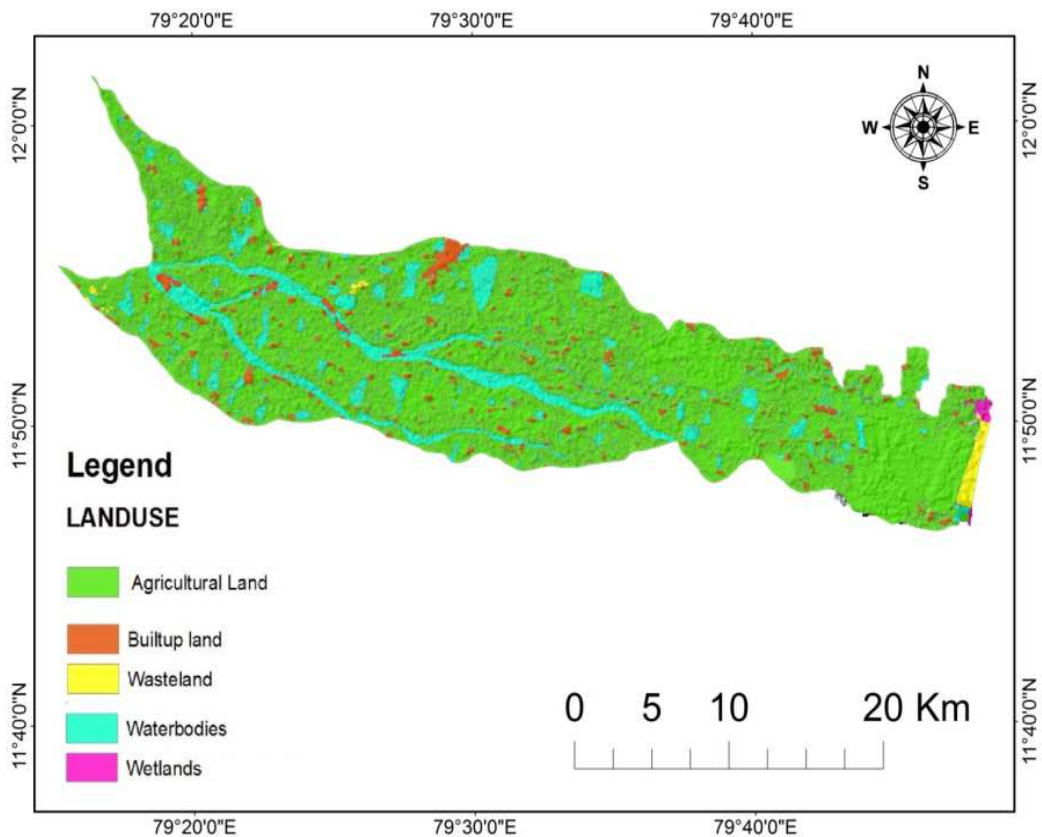 79°20'0"E 79°30'0"E 79°40'0"E
N
W E
S
12°0'0"N 12°0'0"N
11°50'0"N 11°50'0"N
Legend
LANDUSE
Agricultural Land
Builtup land
Wasteland
Waterbodies
Wetlands
0 5 10 20 Km
11°40'0"N 11°40'0"N
79°20'0"E 79°30'0"E 79°40'0"E